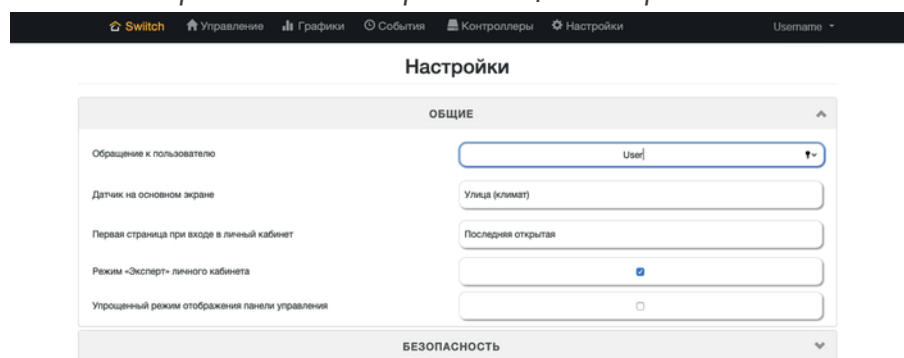 Swiitch Управление Графики События Контроллеры Настройки Username
Настройки
ОБЩИЕ
Обращение к пользователю User
Датчик на основном экране Улица (климат)
Первая страница при входе в личный кабинет Последняя открытая
Режим «Эксперт» личного кабинета
Упрощенный режим отображения панели управления
БЕЗОПАСНОСТЬ